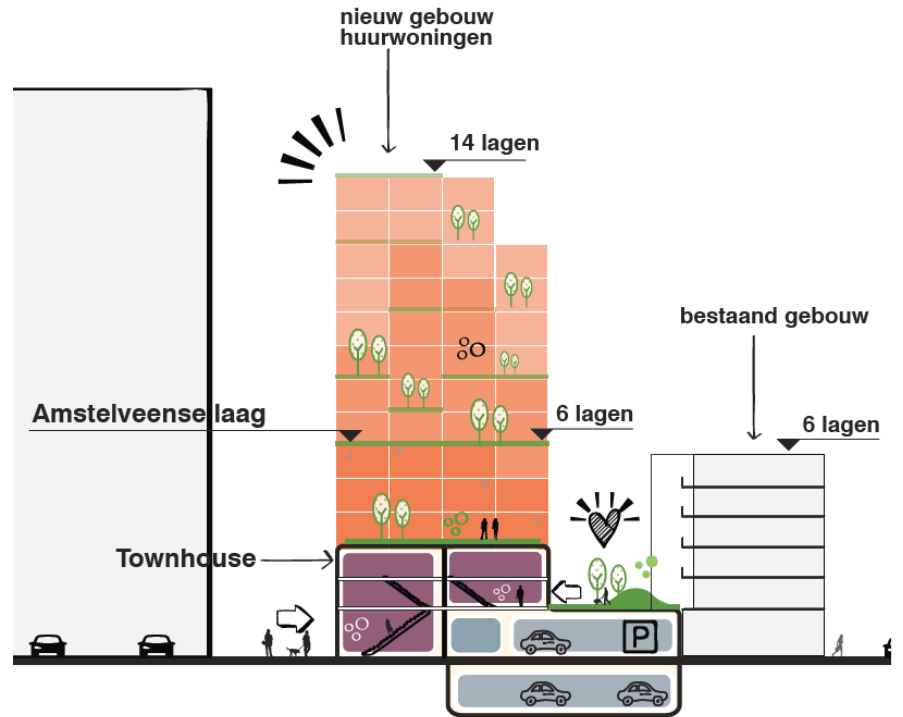 nieuw gebouw
huurwoningen
14 lagen
bestaand gebouw
Amstelveense laag
6 lagen
6 lagen
Townhouse
P